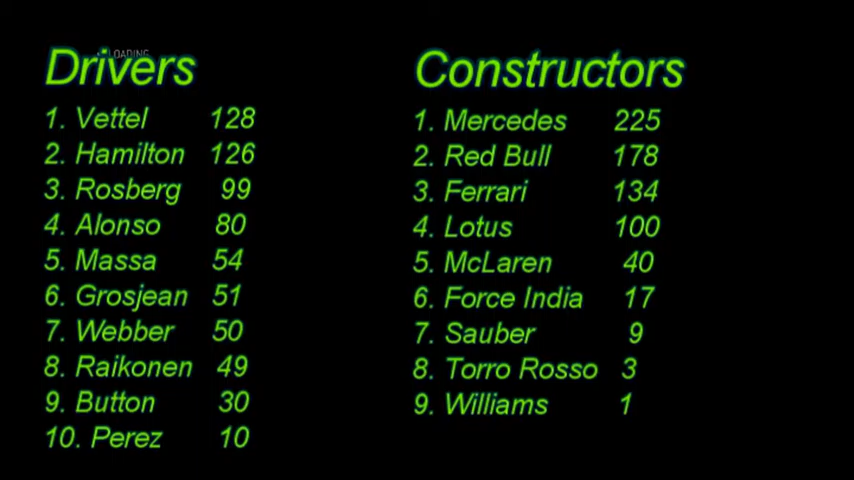 LOADING
Drivers
1. Vettel 128
2. Hamilton 126
3. Rosberg 99
4. Alonso 80
5. Massa 54
6. Grosjean 51
7. Webber 50
8. Raikonen 49
9. Button 30
10. Perez 10
Constructors
1. Mercedes 225
2. Red Bull 178
3. Ferrari 134
4. Lotus 100
5. McLaren 40
6. Force India 17
7. Sauber 9
8. Torro Rosso 3
9. Williams 1